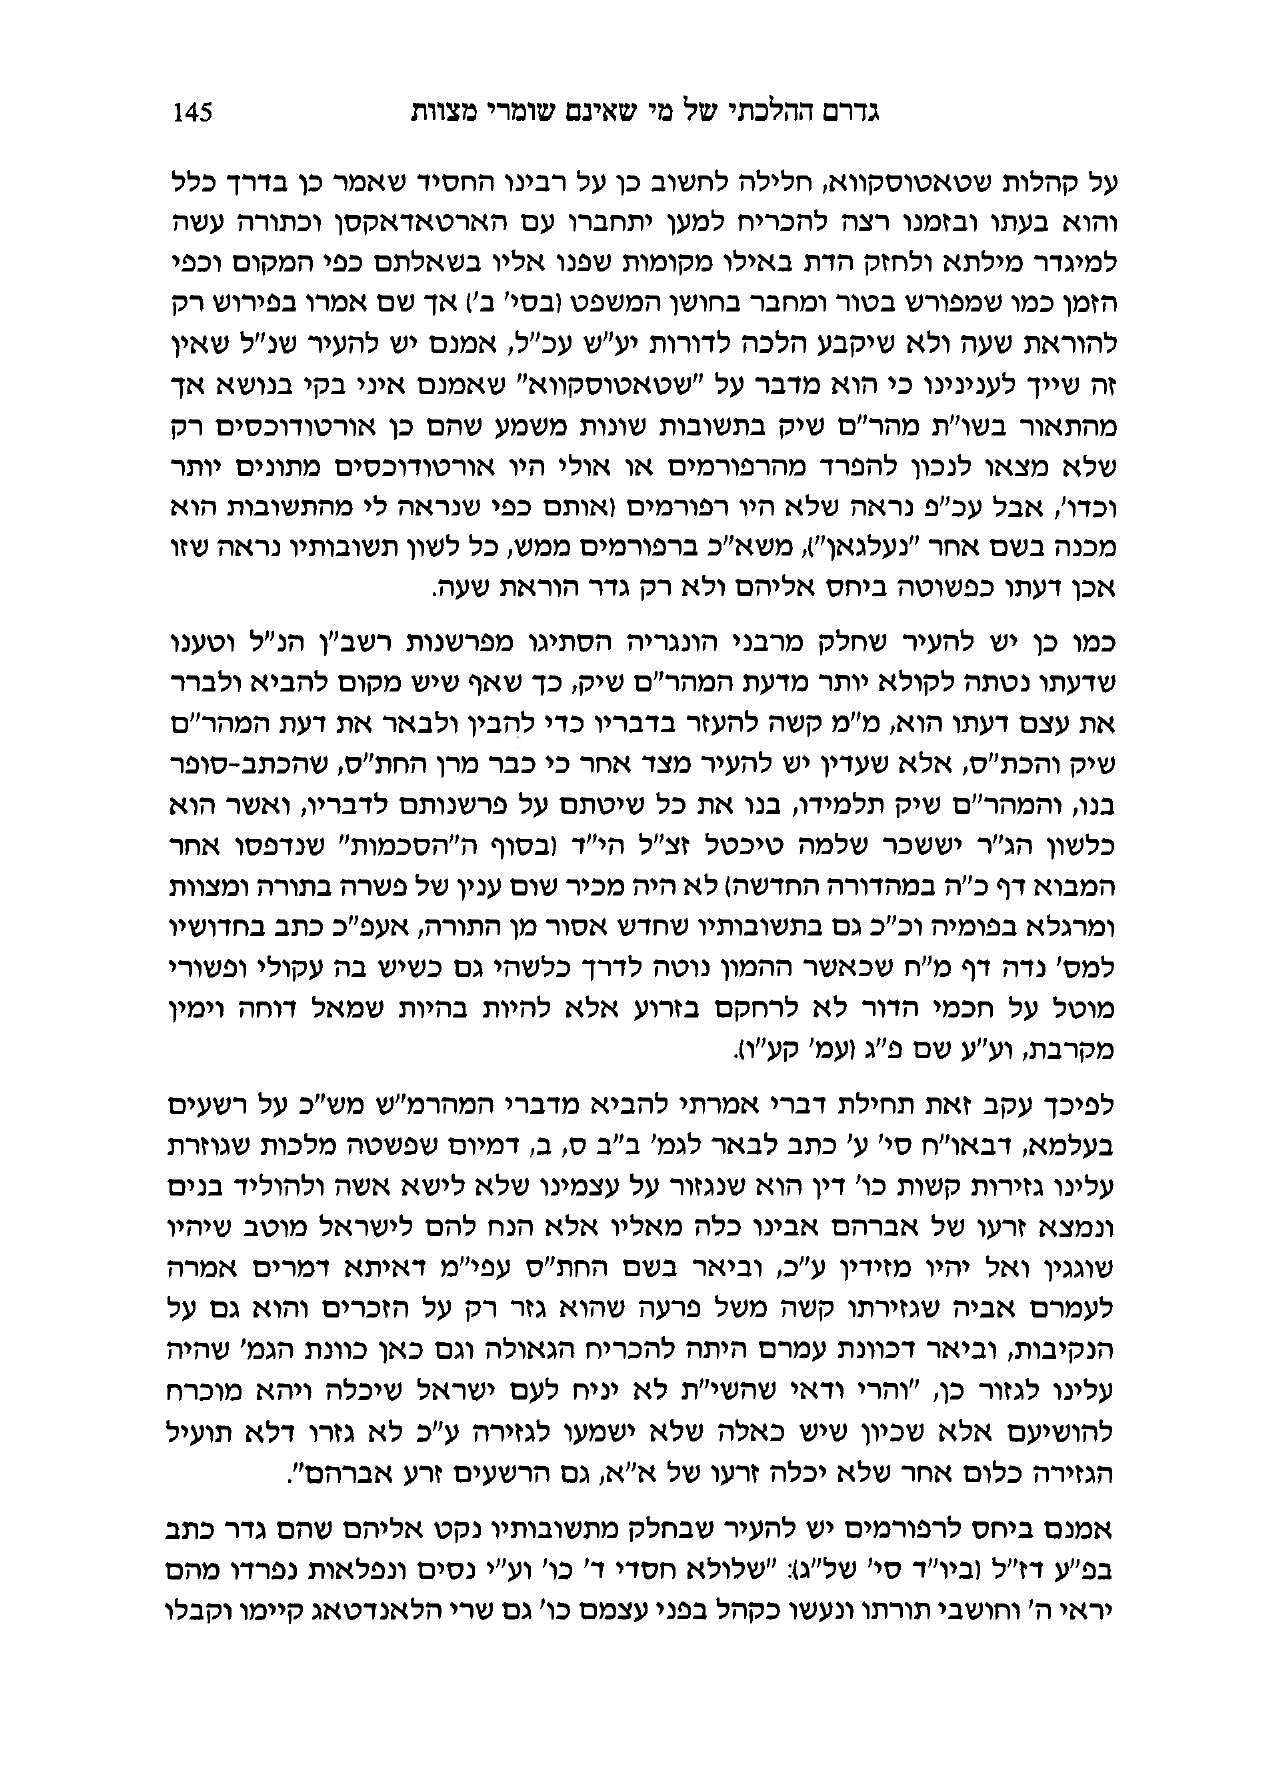 גדרם ההלכתי של מי שאינם שומרי מצוות 145
על קהלות שטאטוסקווא, חלילה לחשוב כן על רבינו החסיד שאמר כן בדרך כלל
והוא בעתו ובזמנו רצה להכריח למען יתחברו עם הארטאדאקסן וכתורה עשה
למיגדר מילתא ולחזק הדת באילו מקומות שפנו אליו בשאלתם כפי המקום וכפי
הזמן כמו שמפורש בטור ומחבר בחושן המשפט (בסי' ב') אך שם אמרו בפירוש רק
להוראת שעה ולא שיקבע הלכה לדורות יע"ש עכ"ל, אמנם יש להעיר שנ"ל שאין
זה שייך לענינינו כי הוא מדבר על "שטאטוסקווא" שאמנם איני בקי בנושא אך
מהתאור בשו"ת מהר"ם שיק בתשובות שונות משמע שהם כן אורטודוכסים רק
שלא מצאו לנכון להפרד מהרפורמים או אולי היו אורטודוכסים מתונים יותר
וכדו', אבל עכ"פ נראה שלא היו רפורמים (אותם כפי שנראה לי מהתשובות הוא
מכנה בשם אחר "נעלגאן"), משא"כ ברפורמים ממש, כל לשון תשובותיו נראה שזו
אכן דעתו כפשוטה ביחס אליהם ולא רק גדר הוראת שעה.
כמו כן יש להעיר שחלק מרבני הונגריה הסתיגו מפרשנות רשב"ן הנ"ל וטענו
שדעתו נטתה לקולא יותר מדעת המהר"ם שיק, כך שאף שיש מקום להביא ולברר
את עצם דעתו הוא, מ"מ קשה להעזר בדבריו כדי להבין ולבאר את דעת המהר"ם
שיק והכת"ס, אלא שעדין יש להעיר מצד אחר כי כבר מרן החת"ס, שהכתב-סופר
בנו, והמהר"ם שיק תלמידו, בנו את כל שיטתם על פרשנותם לדבריו, ואשר הוא
כלשון הג"ר יששכר שלמה טיכטל זצ"ל הי"ד (בסוף ה"הסכמות" שנדפסו אחר
המבוא דף כ"ה במהדורה החדשה) לא היה מכיר שום ענין של פשרה בתורה ומצוות
ומרגלא בפומיה וכ"כ גם בתשובותיו שחדש אסור מן התורה, אעפ"כ כתב בחדושיו
למס' נדה דף מ"ח שכאשר ההמון נוטה לדרך כלשהי גם כשיש בה עקולי ופשורי
מוטל על חכמי הדור לא לרחקם בזרוע אלא להיות בהיות שמאל דוחה וימין
מקרבת, וע"ע שם פ"ג (עמ' קע"ו).
לפיכך עקב זאת תחילת דברי אמרתי להביא מדברי המהרמ"ש מש"כ על רשעים
בעלמא, דבאו"ח סי' ע' כתב לבאר לגמ' ב"ב ס, ב, דמיום שפשטה מלכות שגוזרת
עלינו גזירות קשות כו' דין הוא שנגזור על עצמינו שלא לישא אשה ולהוליד בנים
ונמצא זרעו של אברהם אבינו כלה מאליו אלא הנח להם לישראל מוטב שיהיו
שוגגין ואל יהיו מזידין ע"כ, וביאר בשם החת"ס עפי"מ דאיתא דמרים אמרה
לעמרם אביה שגזירתו קשה משל פרעה שהוא גזר רק על הזכרים והוא גם על
הנקיבות, וביאר דכוונת עמרם היתה להכריח הגאולה וגם כאן כוונת הגמ' שהיה
עלינו לגזור כן, "והרי ודאי שהשי"ת לא יניח לעם ישראל שיכלה ויהא מוכרח
להושיעם אלא שכיון שיש כאלה שלא ישמעו לגזירה ע"כ לא גזרו דלא תועיל
הגזירה כלום אחר שלא יכלה זרעו של א"א, גם הרשעים זרע אברהם".
אמנם ביחס לרפורמים יש להעיר שבחלק מתשובותיו נקט אליהם שהם גדר כתב
בפ"ע דז"ל (ביו"ד סי' של"ג): "שלולא חסדי ד' כו' וע"י נסים ונפלאות נפרדו מהם
יראי ה' וחושבי תורתו ונעשו כקהל בפני עצמם כו' גם שרי הלאנדטאג קיימו וקבלו